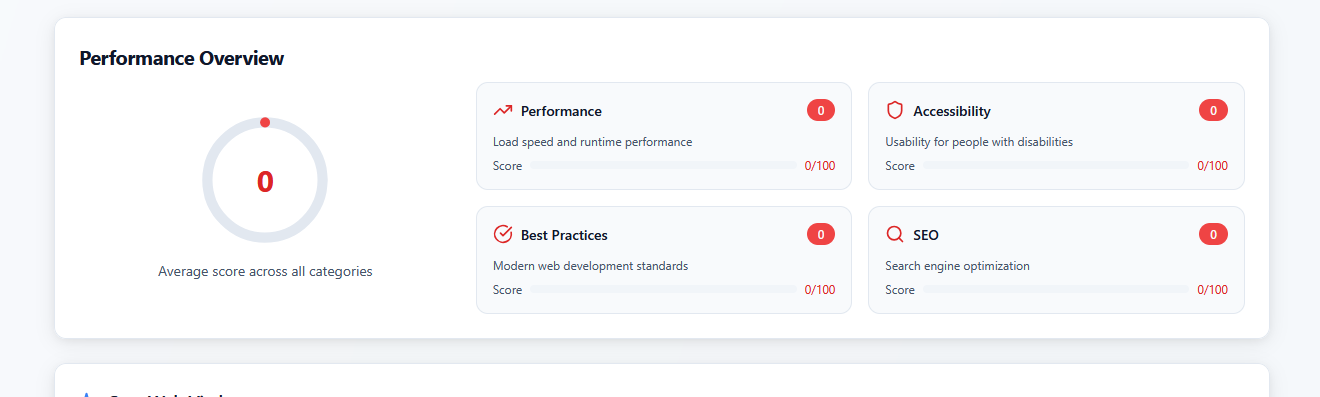 Performance Overview
0
Average score across all categories
Performance
0
Load speed and runtime performance
Score
0/100
Accessibility
0
Usability for people with disabilities
Score
0/100
Best Practices
0
Modern web development standards
Score
0/100
SEO
0
Search engine optimization
Score
0/100